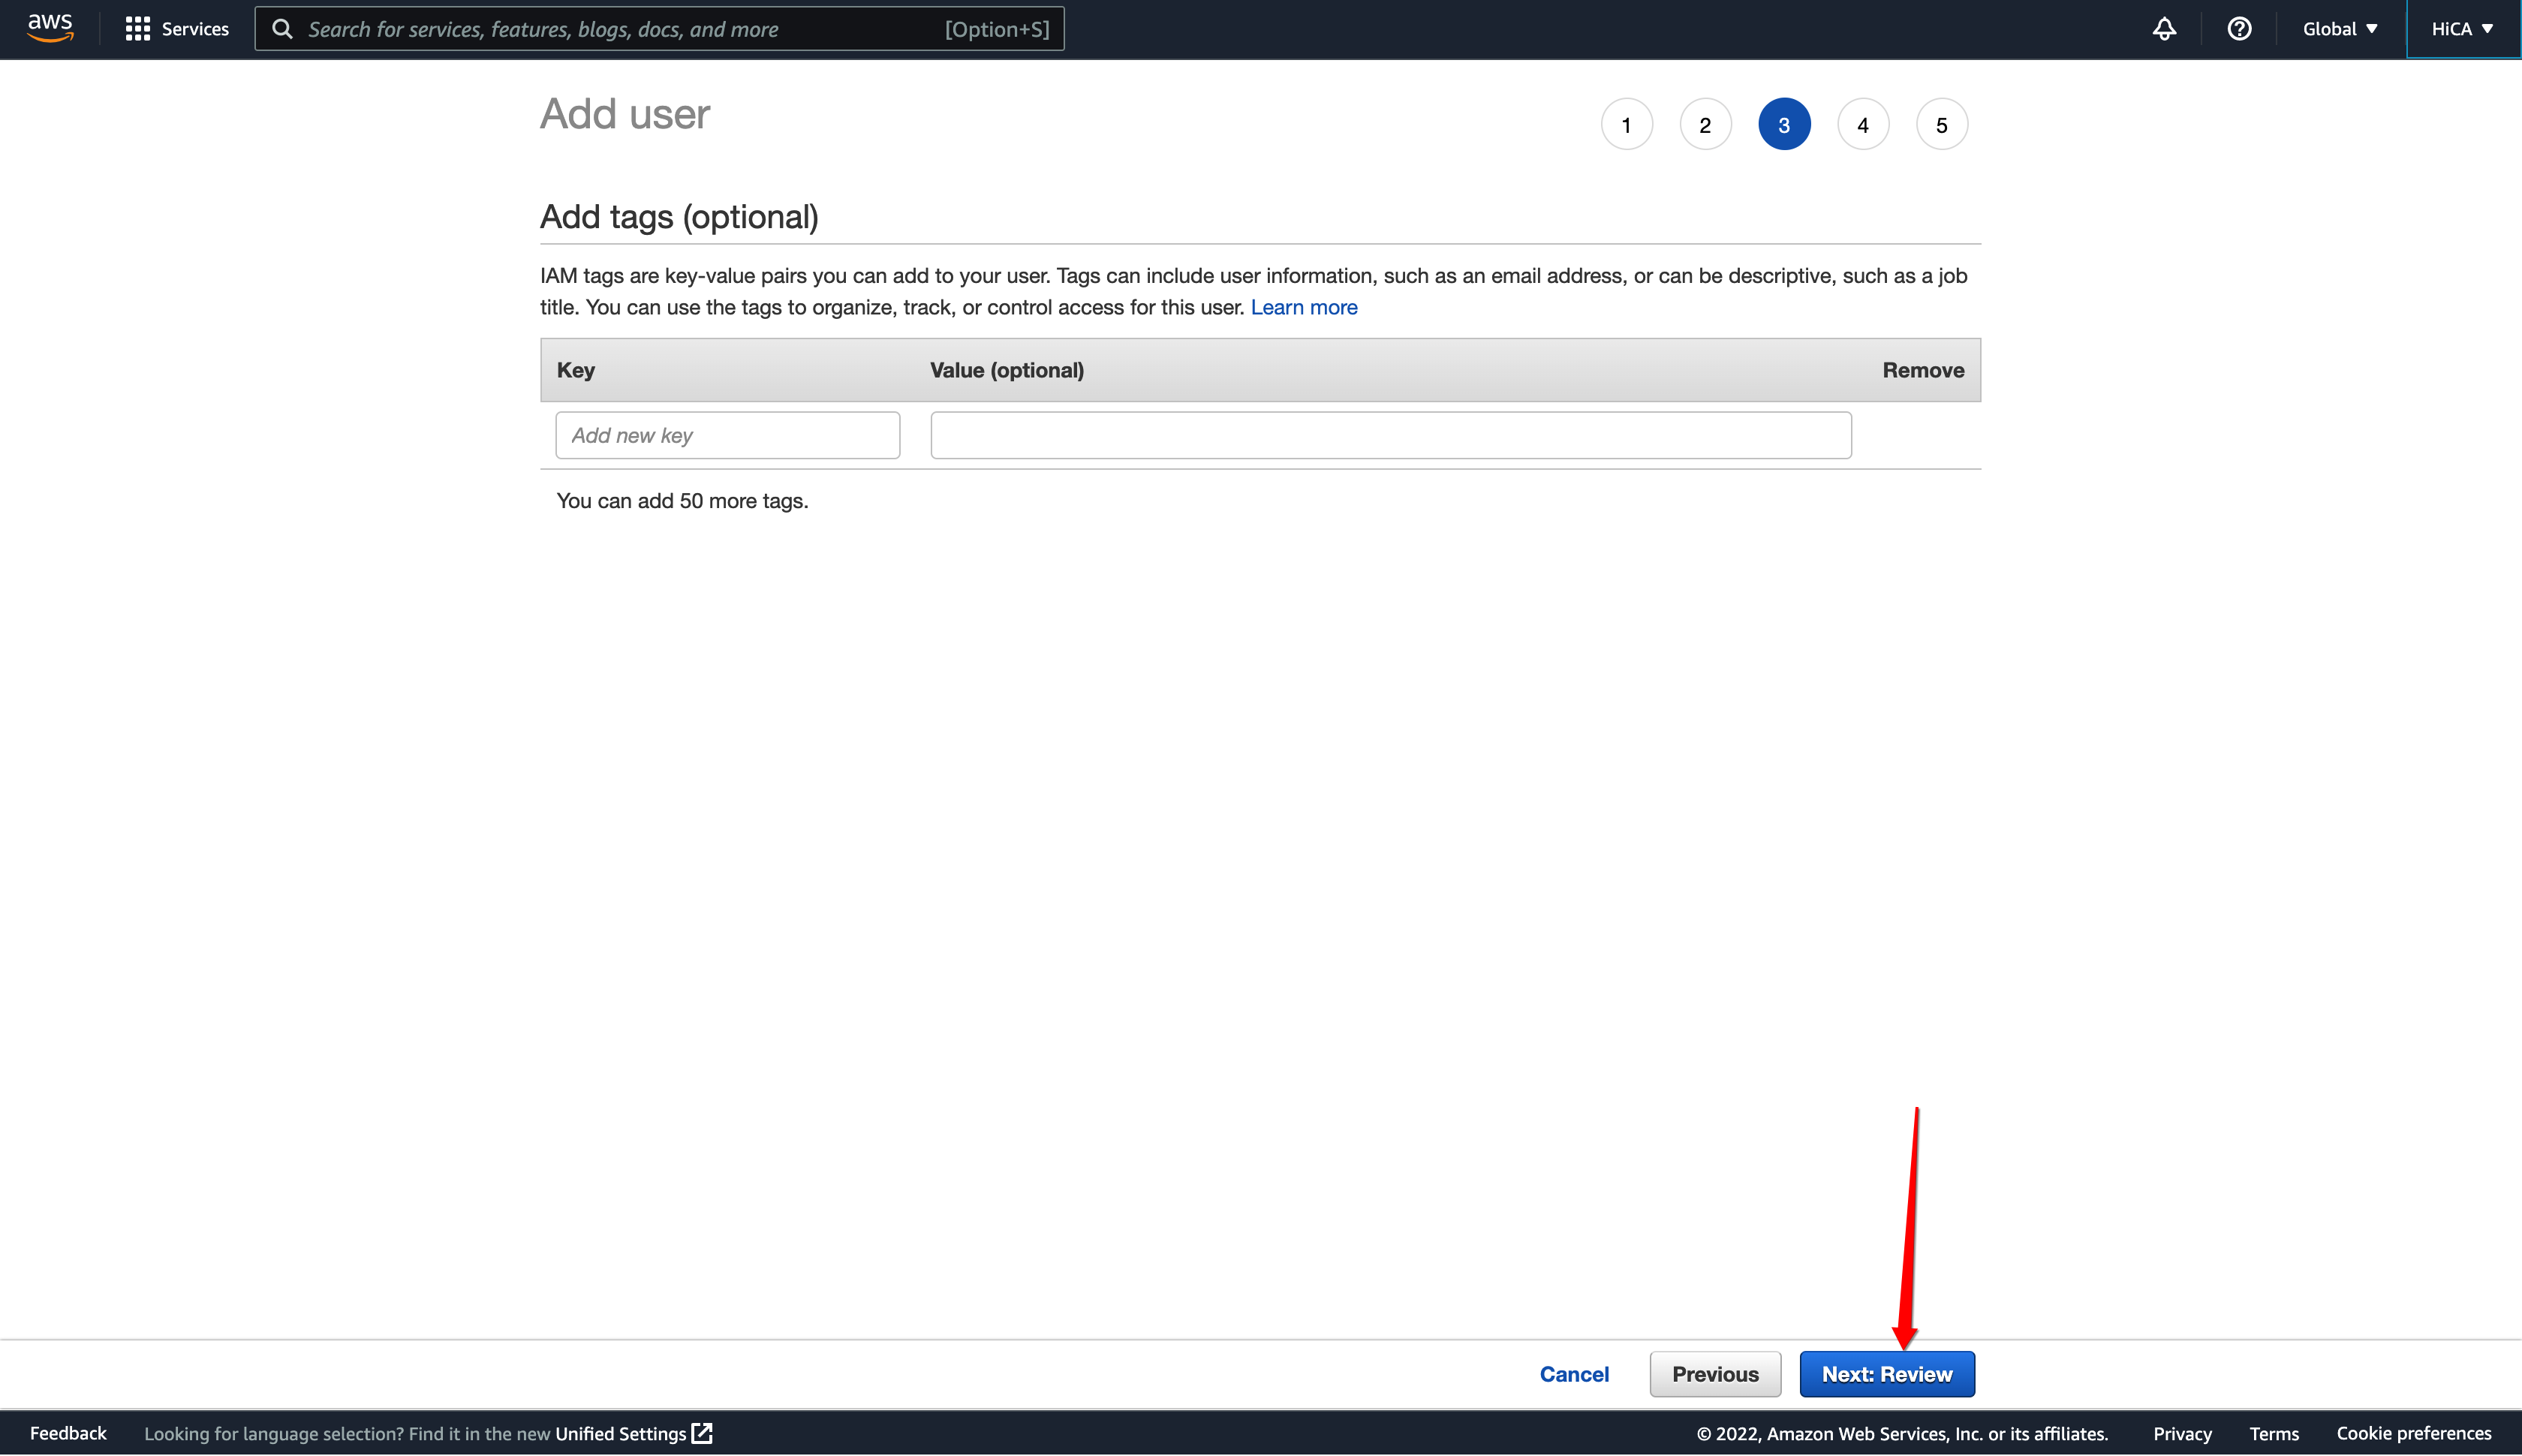 aws Services Search for services, features, blogs, docs, and more [Option+S] Global HiCA
Add user
1 2 3 4 5
Add tags (optional)
IAM tags are key-value pairs you can add to your user. Tags can include user information, such as an email address, or can be descriptive, such as a job
title. You can use the tags to organize, track, or control access for this user. Learn more
Key Value (optional) Remove
Add new key
You can add 50 more tags.
Cancel Previous Next: Review
Feedback Looking for language selection? Find it in the new Unified Settings © 2022, Amazon Web Services, Inc. or its affiliates. Privacy Terms Cookie preferences